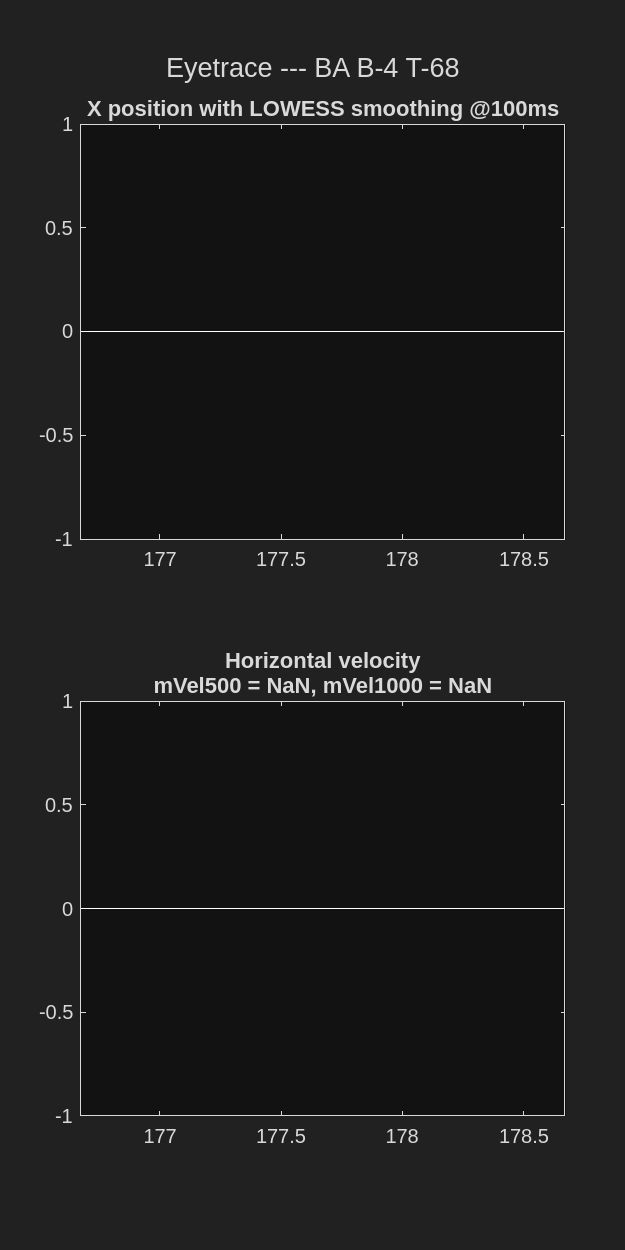 Eyetrace --- BA B-4 T-68
X position with LOWESS smoothing @100ms
1
0.5
0
-0.5
-1
177 177.5 178 178.5
Horizontal velocity
mVel500 = NaN, mVel1000 = NaN
1
0.5
0
-0.5
-1
177 177.5 178 178.5